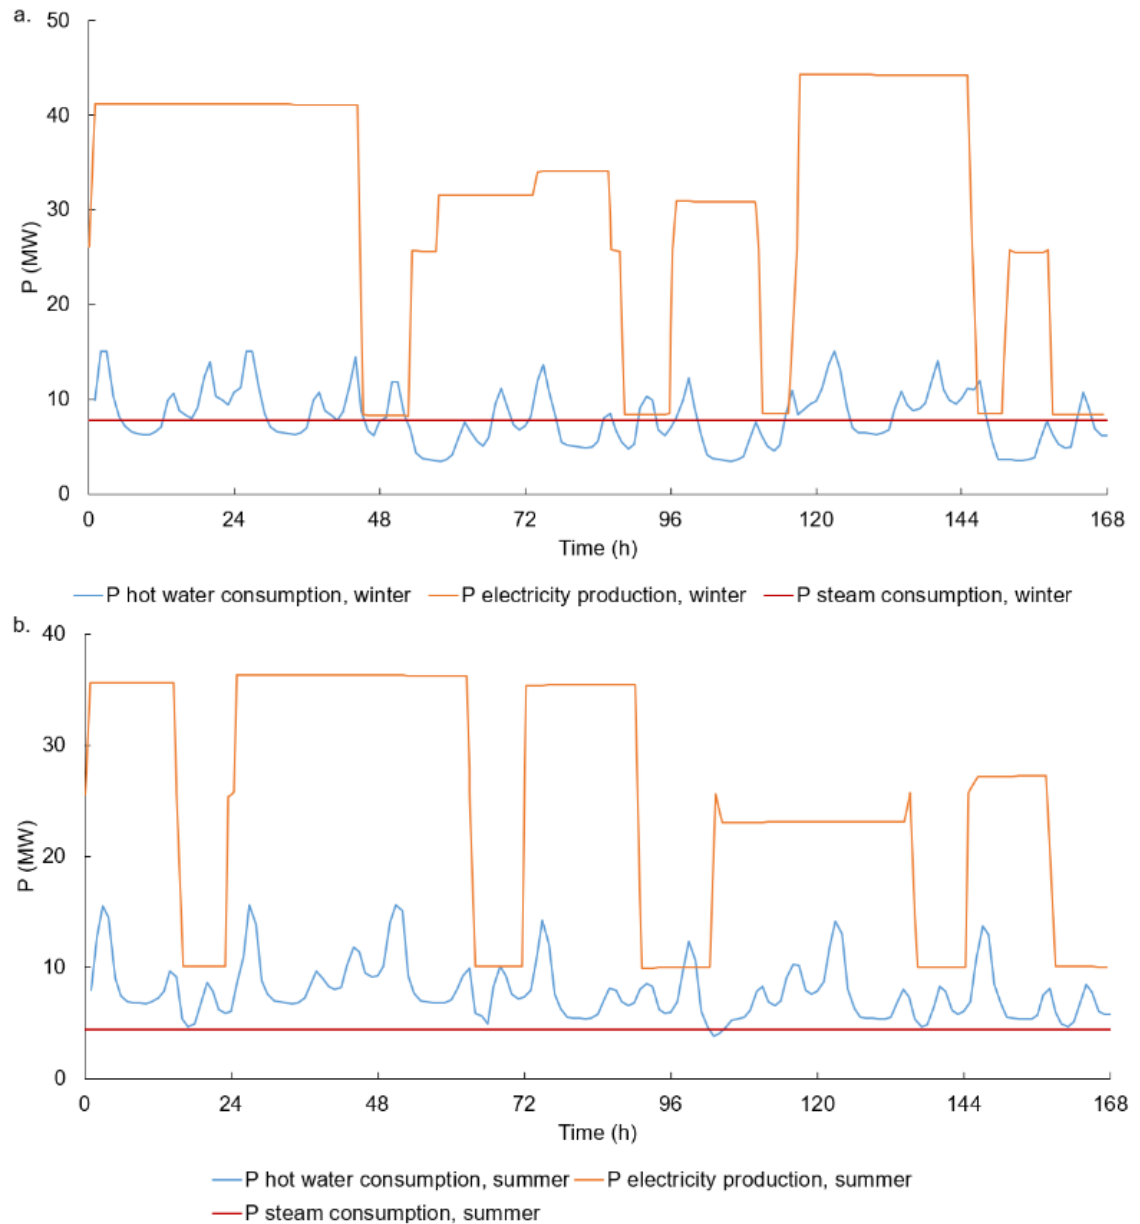 a.
50
40
30
20
10
0
P (MW)
0 24 48 72 96 120 144 168
Time (h)
P hot water consumption, winter P electricity production, winter P steam consumption, winter
b.
40
30
20
10
0
P (MW)
0 24 48 72 96 120 144 168
Time (h)
P hot water consumption, summer P electricity production, summer
P steam consumption, summer